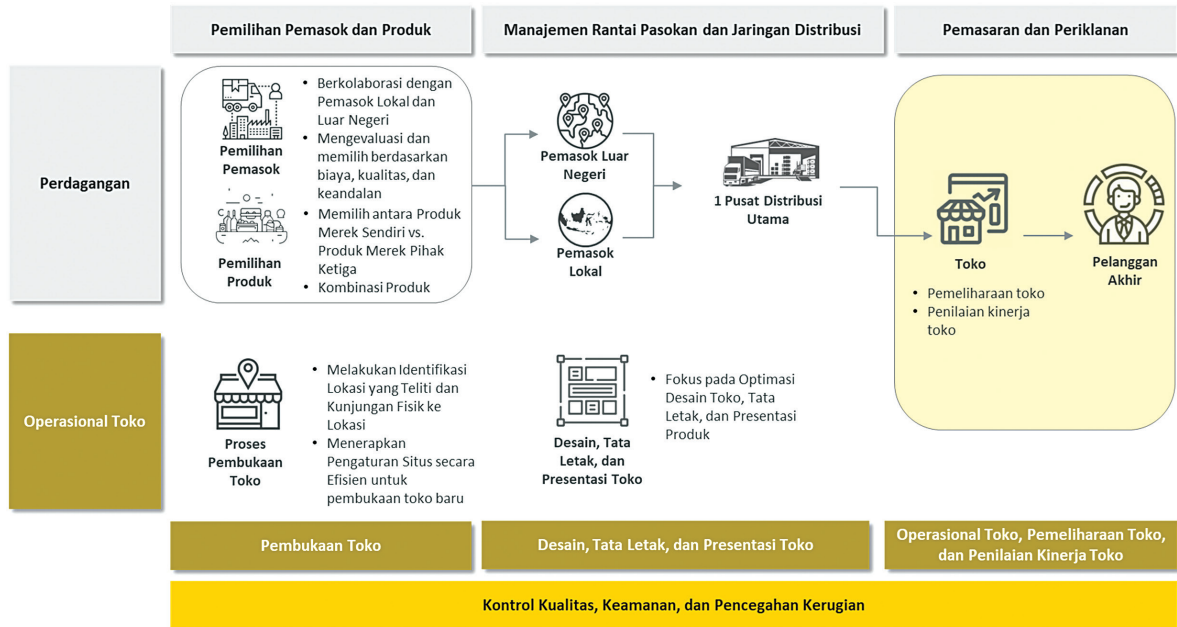 Pemilihan Pemasok dan Produk
Manajemen Rantai Pasokan dan Jaringan Distribusi
Pemasaran dan Periklanan
Perdagangan
Pemilihan
Pemasok
Pemilihan
Produk
• Berkolaborasi dengan
Pemasok Lokal dan
Luar Negeri
• Mengevaluasi dan
memilih berdasarkan
biaya, kualitas, dan
keandalan
• Memilih antara Produk
Merek Sendiri vs.
Produk Merek Pihak
Ketiga
• Kombinasi Produk
Pemasok Luar
Negeri
Pemasok
Lokal
1 Pusat Distribusi
Utama
Toko
• Pemeliharaan toko
• Penilaian kinerja
toko
Pelanggan
Akhir
Operasional Toko
Proses
Pembukaan
Toko
• Melakukan Identifikasi
Lokasi yang Teliti dan
Kunjungan Fisik ke
Lokasi
• Menerapkan
Pengaturan Situs secara
Efisien untuk
pembukaan toko baru
Desain, Tata
Letak, dan
Presentasi Toko
• Fokus pada Optimasi
Desain Toko, Tata
Letak, dan Presentasi
Produk
Pembukaan Toko
Desain, Tata Letak, dan Presentasi Toko
Operasional Toko, Pemeliharaan Toko,
dan Penilaian Kinerja Toko
Kontrol Kualitas, Keamanan, dan Pencegahan Kerugian